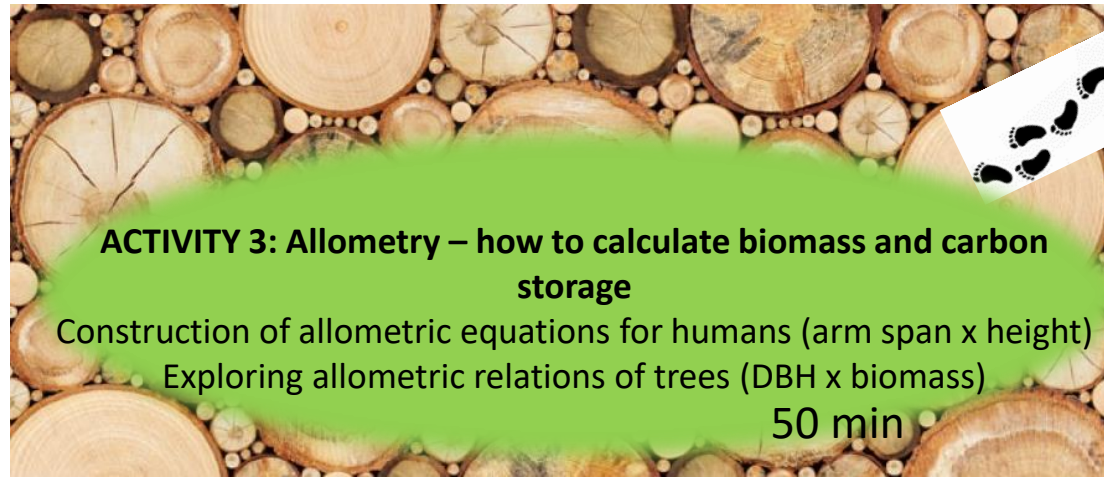 ACTIVITY 3: Allometry – how to calculate biomass and carbon
storage
Construction of allometric equations for humans (arm span x height)
Exploring allometric relations of trees (DBH x biomass)
50 min